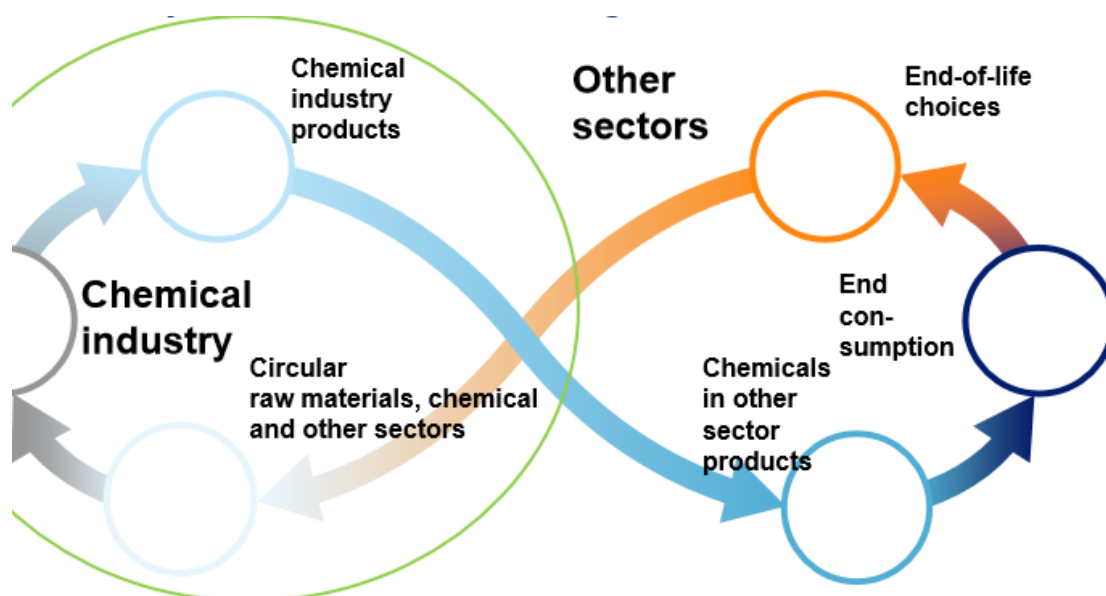 Chemical
industry
products
Other
sectors
End-of-life
choices
Chemical
industry
End
con-
sumption
Circular
raw materials, chemical
and other sectors
Chemicals
in other
sector
products